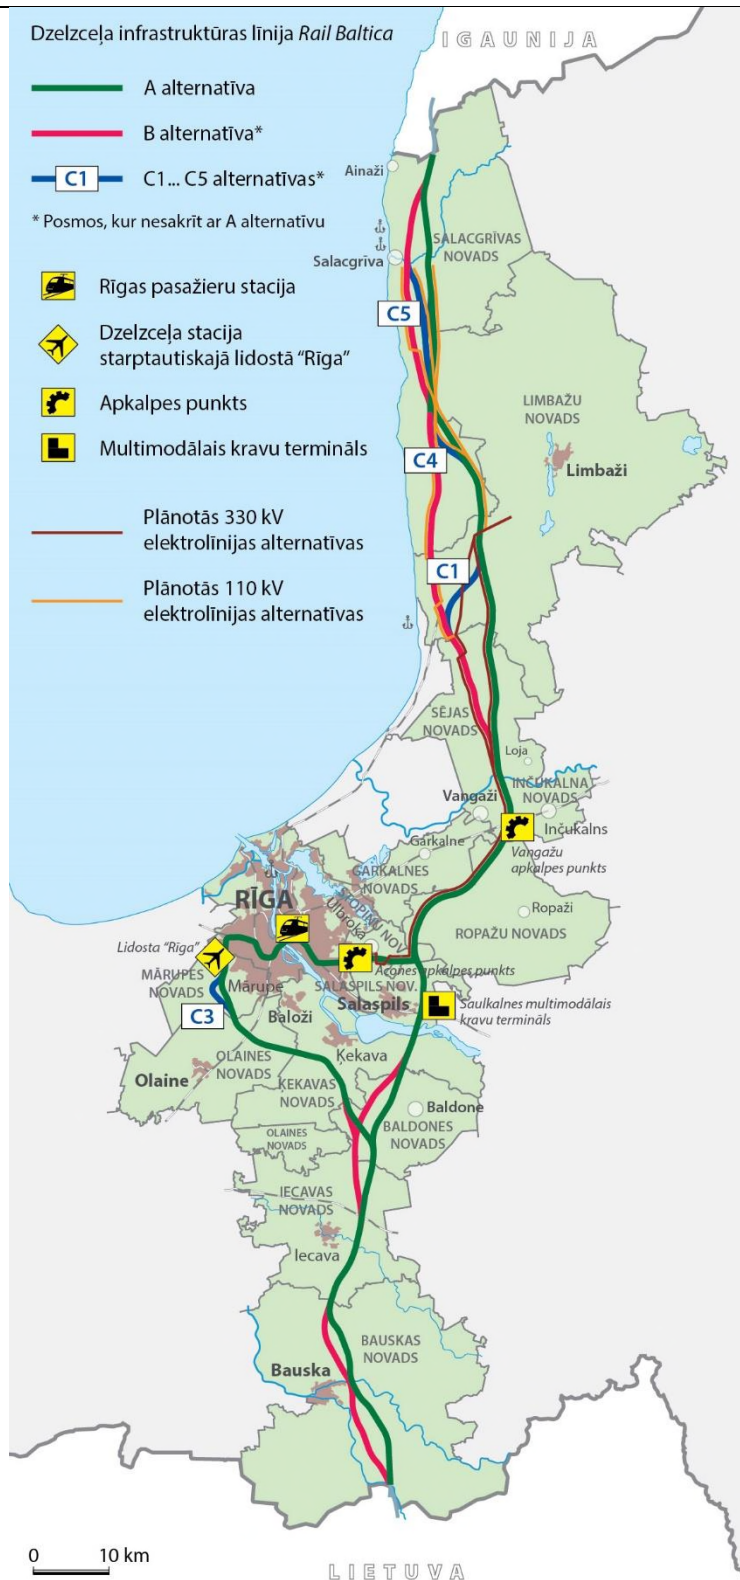 Dzelzceļa infrastruktūras līnija Rail Baltica
IGAUNIJA
A alternatīva
B alternatīva*
C1 C1... C5 alternatīvas*
* Posmos, kur nesakrīt ar A alternatīvu
Rīgas pasažieru stacija
Dzelzceļa stacija
starptautiskajā lidostā “Rīga”
Apkalpes punkts
Multimodālais kravu termināls
Plānotās 330 kV
elektrolīnijas alternatīvas
Plānotās 110 kV
elektrolīnijas alternatīvas
Ainaži
SALACGRĪVAS
NOVADS
Salacgrīva
C5
LIMBAŽU
NOVADS
C4
Limbaži
C1
SĒJAS
NOVADS
Loja
INČUKALNA
NOVADS
Vangaži
Inčukalns
Garkalne
Vangažu
apkalpes punkts
GARKALNES
NOVADS
RĪGA
Ulbroka
STOPIŅU NOV.
Ropaži
ROPAŽU NOVADS
Lidosta “Rīga”
Acones apkalpes punkts
MĀRUPES
NOVADS
Mārupe
SALASPILS NOV.
Salaspils
Saulkalnes multimodālais
kravu termināls
C3
Baloži
Ķekava
OLAINES
NOVADS
Olaine
ĶEKAVAS
NOVADS
Baldone
BALDONES
NOVADS
OLAINES
NOVADS
IECAVAS
NOVADS
Iecava
BAUSKAS
NOVADS
Bauska
0 10 km
LIETUVA